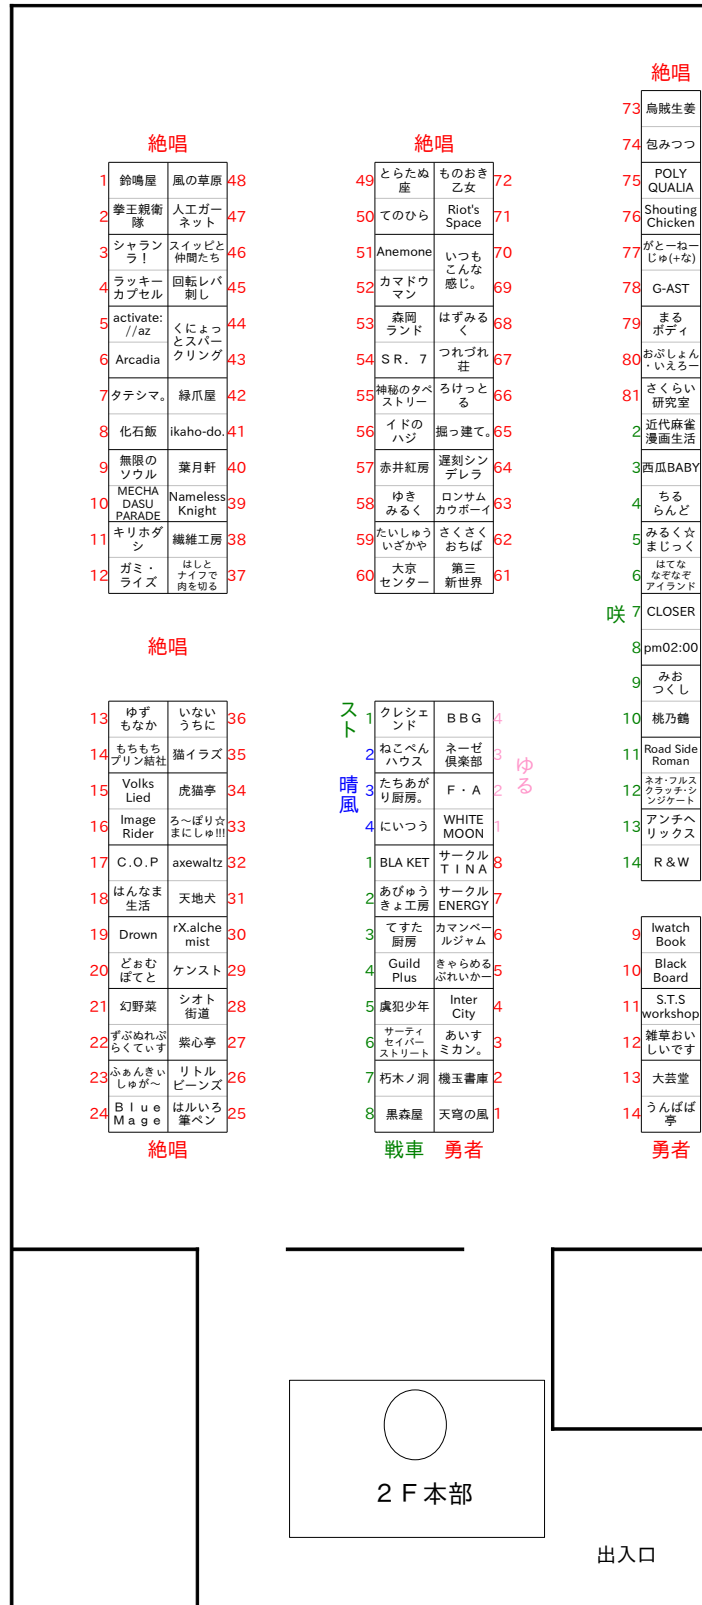 絶唱
73 烏賊生姜
74 包みつつ
75 POLY
QUALIA
76 Shouting
Chicken
77 がとーねー
じゅ(+な)
78 G-AST
79 まる
ボディ
80 おぷしょん
・いえろー
81 さくらい
研究室
2 近代麻雀
漫画生活
3 西瓜BABY
4 ちる
らんど
5 みるく☆
まじっく
6 はてな
なぞなぞ
アイランド
咲
7 CLOSER
8 pm02:00
9 みお
つくし
10 桃乃鶴
11 Road Side
Roman
12 ネオ・フルス
クラッチ・シ
ンジケート
13 アンチヘ
リックス
14 R＆W
絶唱
1 鈴鳴屋
風の草原 48
2 拳王親衛
隊
人工ガー
ネット 47
3 シャラン
ラ！
スイッピと
仲間たち 46
4 ラッキー
カプセル
回転レバ
刺し 45
5 activate:
//az
くにょっ
とスパー
クリング
44
6 Arcadia
43
7 タテシマ。
緑爪屋 42
8 化石飯
ikaho-do. 41
9 無限の
ソウル
葉月軒 40
10 MECHA
DASU
PARADE
Nameless
Knight 39
11 キリホダ
シ
繊維工房 38
12 ガミ・
ライズ
はしと
ナイフで
肉を切る 37
絶唱
絶唱
49 とらたぬ
座
ものおき
乙女 72
50 てのひら
Riot's
Space 71
51 Anemone
いつも
こんな
感じ。
70
52 カマドウ
マン
69
53 森岡
ランド
はずみる
く 68
54 ＳＲ．７
つれづれ
荘 67
55 神秘のタペ
ストリー
ろけっと
る 66
56 イドの
ハジ
掘っ建て。 65
57 赤井紅房
遅刻シン
デレラ 64
58 ゆき
みるく
ロンサム
カウボーイ 63
59 たいしゅう
いざかや
さくさく
おちば 62
60 大京
センター
第三
新世界 61
13 ゆず
もなか
いない
うちに 36
14 もちもち
プリン結社
猫イラズ 35
15 Volks
Lied
虎猫亭 34
16 Image
Rider
ろ〜ぽり☆
まにしゅ!!! 33
17 C.O.P
axewaltz 32
18 はんなま
生活
天地犬 31
19 Drown
rX.alche
mist 30
20 どぉむ
ぽてと
ケンスト 29
21 幻野菜
シオト
街道 28
22 ずぶぬれぷ
らくてぃす
紫心亭 27
23 ふぁんきぃ
しゅが〜
リトル
ビーンズ 26
24 Ｂｌｕｅ
Ｍａｇｅ
はルいろ
筆ペン 25
絶唱
スト
1 クレシェ
ンド
ＢＢＧ 4
晴風
2 ねこぺん
ハウス
ネーゼ
倶楽部 3
ゆる
3 たちあが
り厨房。
Ｆ・Ａ 2
4 にいつう
WHITE
MOON 1
1 BLA KET
サークル
ＴＩＮＡ 8
2 あびゅう
きょ工房
サークル
ENERGY 7
3 てすた
厨房
カマンベー
ルジャム 6
4 Guild
Plus
きゃらめる
ぶれいかー 5
5 虞犯少年
Inter
City 4
6 サーティ
セイバー
ストリート
あいす
ミカン。 3
7 朽木ノ洞
機玉書庫 2
8 黒森屋
天穹の風 1
戦車 勇者
9 Iwatch
Book
10 Black
Board
11 S.T.S
workshop
12 雑草おい
しいです
13 大芸堂
14 うんぱぱ
亭
勇者
２Ｆ本部
出入口